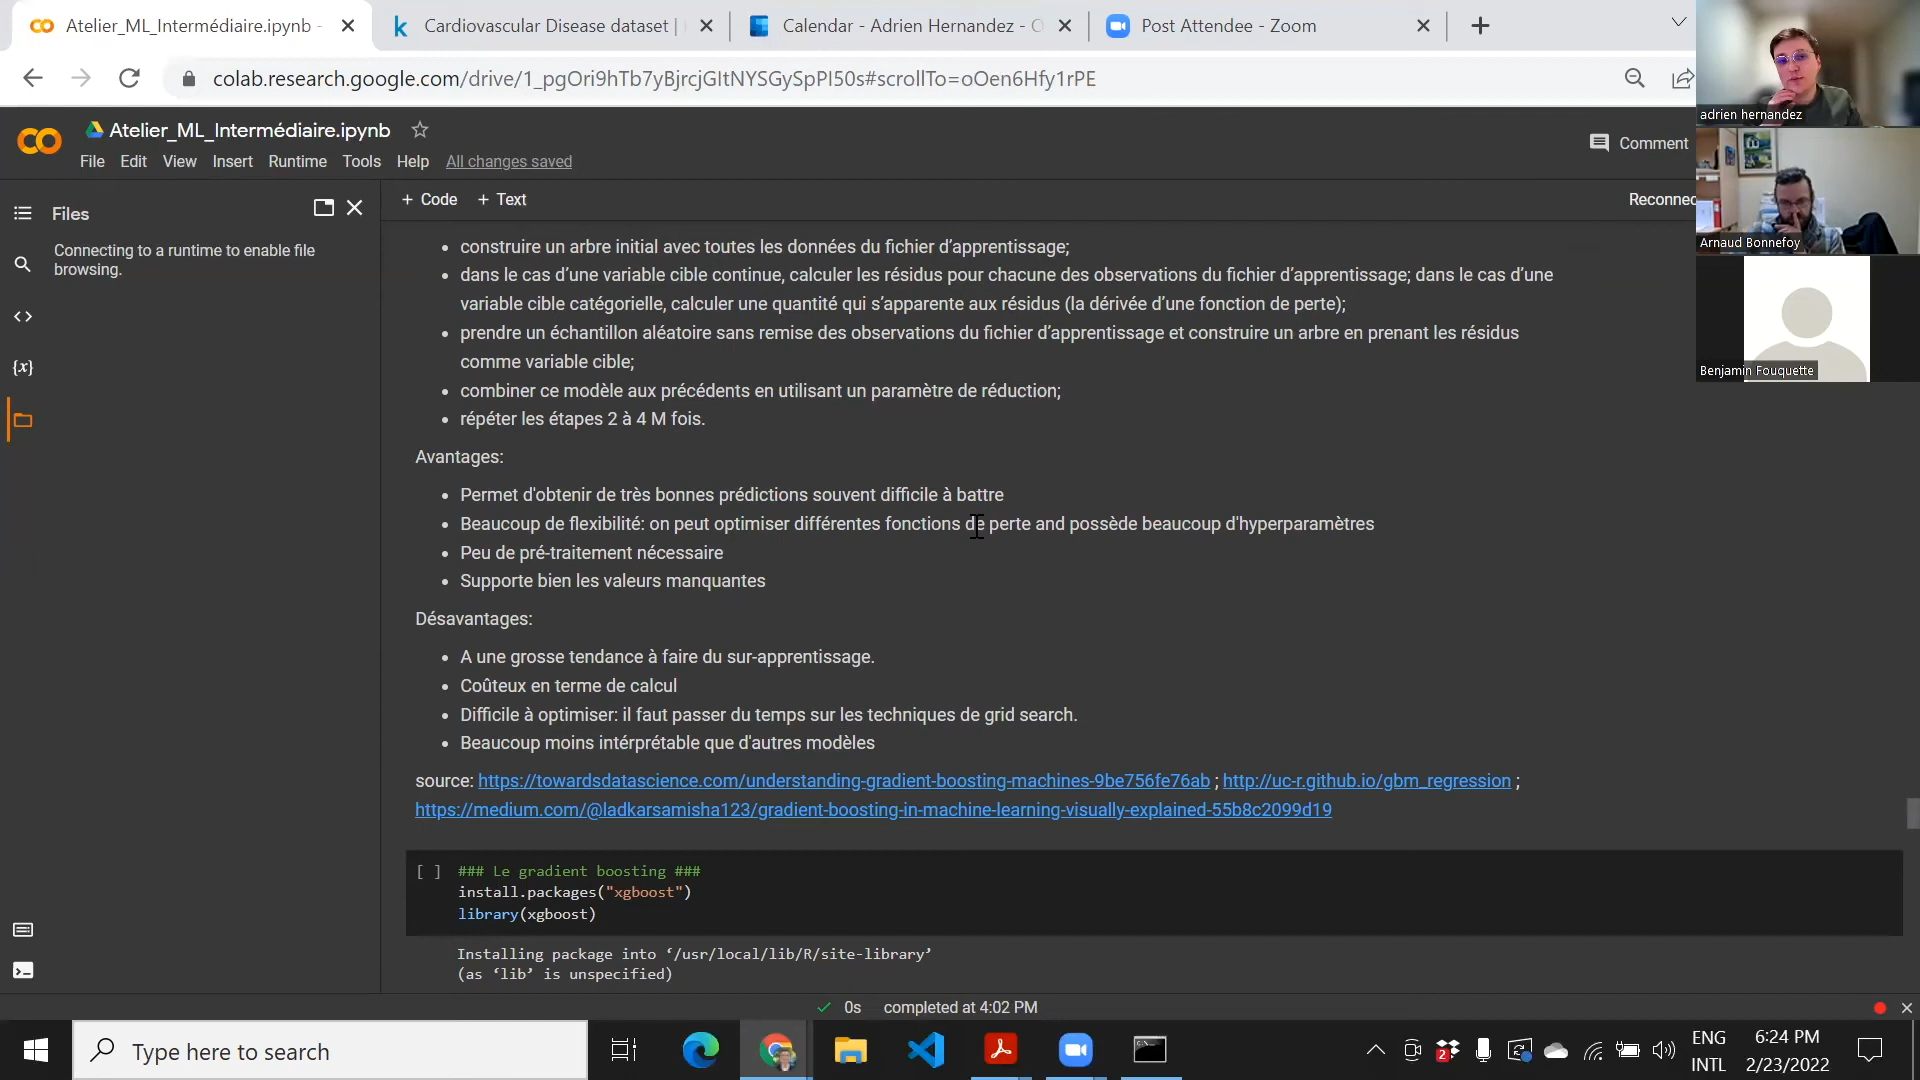 Atelier_ML_Intermédiaire.ipynb -
Cardiovascular Disease dataset |
Calendar - Adrien Hernandez - O
Post Attendee - Zoom
colab.research.google.com/drive/1_pgOri9hTb7yBjrcjGItNYSGySpPI50s#scrollTo=oOen6Hfy1rPE
adrien hernandez
Atelier_ML_Intermédiaire.ipynb
File Edit View Insert Runtime Tools Help All changes saved
Comment
Arnaud Bonnefoy
Benjamin Fouquette
Files
Connecting to a runtime to enable file
browsing.
+ Code + Text
Reconnec
• construire un arbre initial avec toutes les données du fichier d’apprentissage;
• dans le cas d’une variable cible continue, calculer les résidus pour chacune des observations du fichier d’apprentissage; dans le cas d’une
variable cible catégorielle, calculer une quantité qui s’apparente aux résidus (la dérivée d’une fonction de perte);
• prendre un échantillon aléatoire sans remise des observations du fichier d’apprentissage et construire un arbre en prenant les résidus
comme variable cible;
• combiner ce modèle aux précédents en utilisant un paramètre de réduction;
• répéter les étapes 2 à 4 M fois.
Avantages:
• Permet d'obtenir de très bonnes prédictions souvent difficile à battre
• Beaucoup de flexibilité: on peut optimiser différentes fonctions de perte and possède beaucoup d'hyperparamètres
• Peu de pré-traitement nécessaire
• Supporte bien les valeurs manquantes
Désavantages:
• A une grosse tendance à faire du sur-apprentissage.
• Coûteux en terme de calcul
• Difficile à optimiser: il faut passer du temps sur les techniques de grid search.
• Beaucoup moins intérprétable que d'autres modèles
source: https://towardsdatascience.com/understanding-gradient-boosting-machines-9be756fe76ab ; http://uc-r.github.io/gbm_regression ;
https://medium.com/@ladkarsamisha123/gradient-boosting-in-machine-learning-visually-explained-55b8c2099d19
[ ] ### Le gradient boosting ###
install.packages("xgboost")
library(xgboost)
Installing package into ‘/usr/local/lib/R/site-library’
(as ‘lib’ is unspecified)
0s completed at 4:02 PM
Type here to search
2
ENG
INTL
6:24 PM
2/23/2022